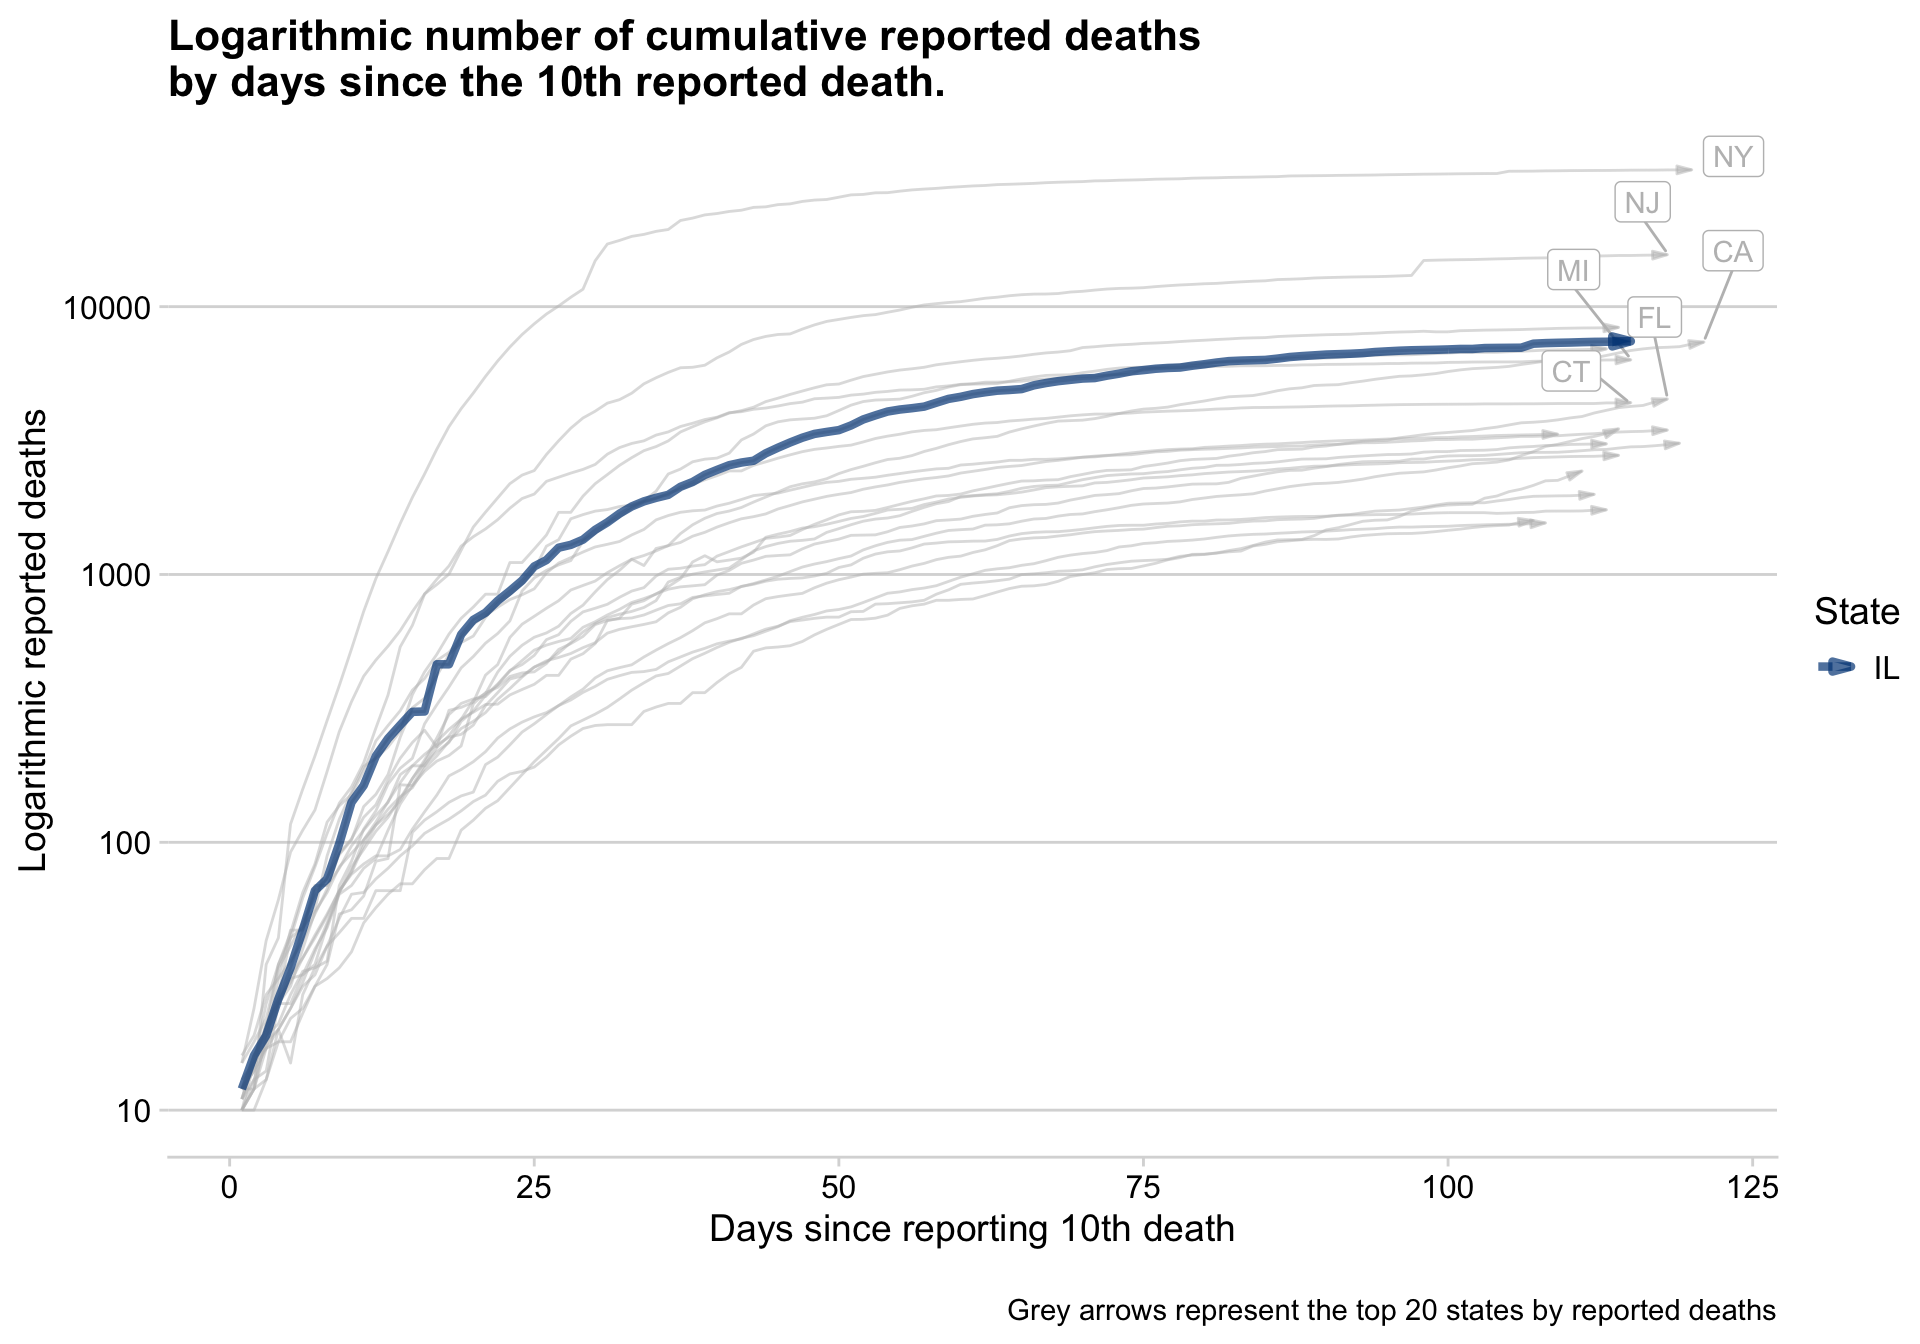 Logarithmic number of cumulative reported deaths
by days since the 10th reported death.
NY
NJ
CA
MI
FL
CT
10000
1000
100
10
Logarithmic reported deaths
State
IL
0 25 50 75 100 125
Days since reporting 10th death
Grey arrows represent the top 20 states by reported deaths